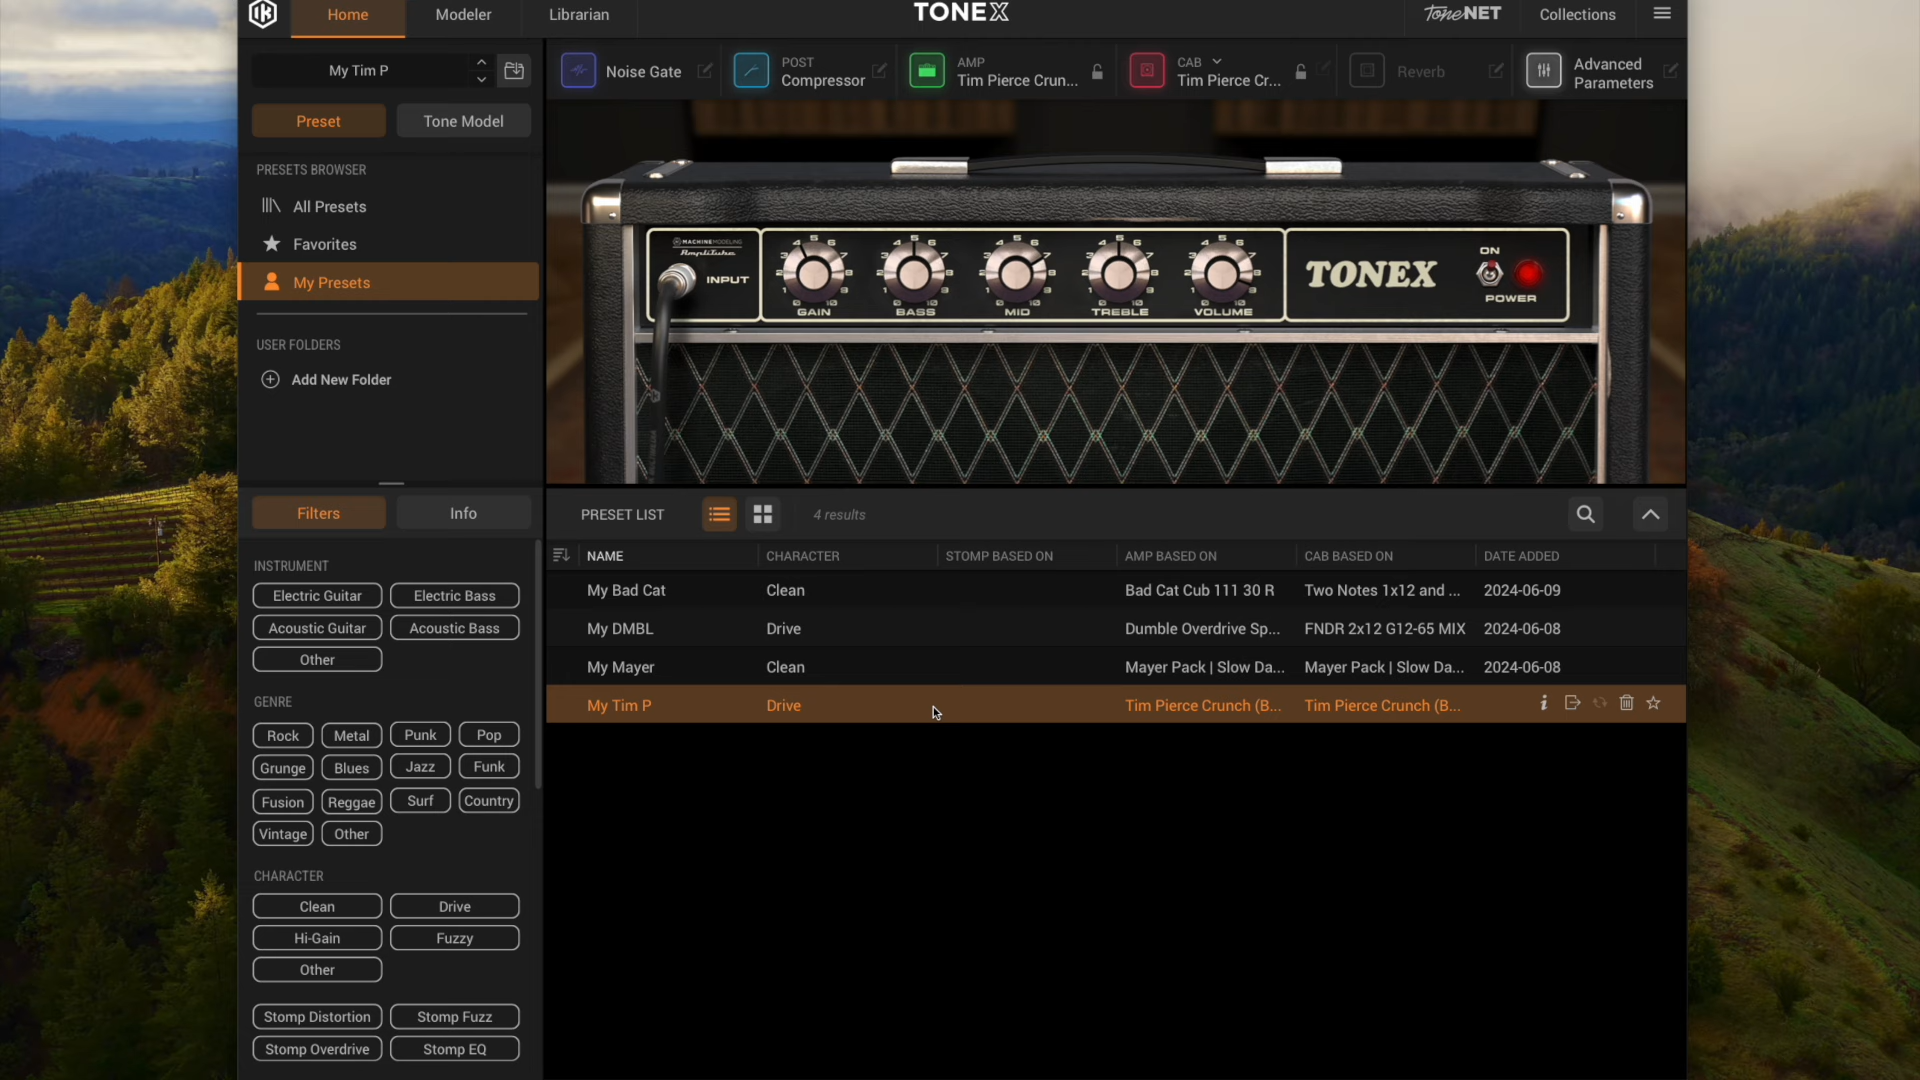 IK
Home
Modeler
Librarian
TONEX
ToneNET
Collections
My Tim P
Noise Gate
POST
Compressor
AMP
Tim Pierce Crun...
CAB
Tim Pierce Cr...
Reverb
Advanced
Parameters
Preset
Tone Model
PRESETS BROWSER
All Presets
Favorites
My Presets
USER FOLDERS
Add New Folder
MACHINE MODELING
AmpliTube
INPUT
GAIN
BASS
MID
TREBLE
VOLUME
TONEX
ON
POWER
Filters
Info
PRESET LIST
4 results
NAME CHARACTER STOMP BASED ON AMP BASED ON CAB BASED ON DATE ADDED
My Bad Cat Clean Bad Cat Cub 111 30 R Two Notes 1x12 and ... 2024-06-09
My DMBL Drive Dumble Overdrive Sp... FNDR 2x12 G12-65 MIX 2024-06-08
My Mayer Clean Mayer Pack | Slow Da... Mayer Pack | Slow Da... 2024-06-08
My Tim P Drive Tim Pierce Crunch (B... Tim Pierce Crunch (B...
INSTRUMENT
Electric Guitar Electric Bass
Acoustic Guitar Acoustic Bass
Other
GENRE
Rock Metal Punk Pop
Grunge Blues Jazz Funk
Fusion Reggae Surf Country
Vintage Other
CHARACTER
Clean Drive
Hi-Gain Fuzzy
Other
Stomp Distortion Stomp Fuzz
Stomp Overdrive Stomp EQ